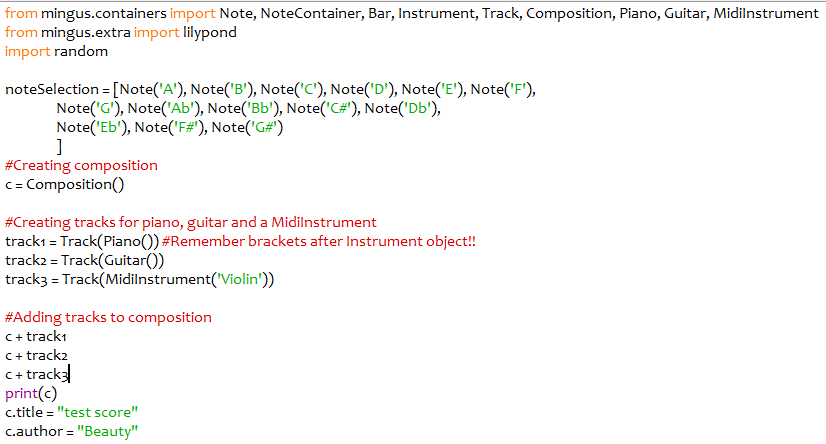 from mingus.containers import Note, NoteContainer, Bar, Instrument, Track, Composition, Piano, Guitar, MidiInstrument
from mingus.extra import lilypond
import random

noteSelection = [Note('A'), Note('B'), Note('C'), Note('D'), Note('E'), Note('F'),
Note('G'), Note('Ab'), Note('Bb'), Note('C#'), Note('Db'),
Note('Eb'), Note('F#'), Note('G#')
]
#Creating composition
c = Composition()

#Creating tracks for piano, guitar and a MidiInstrument
track1 = Track(Piano()) #Remember brackets after Instrument object!!
track2 = Track(Guitar())
track3 = Track(MidiInstrument('Violin'))

#Adding tracks to composition
c + track1
c + track2
c + track3
print(c)
c.title = "test score"
c.author = "Beauty"